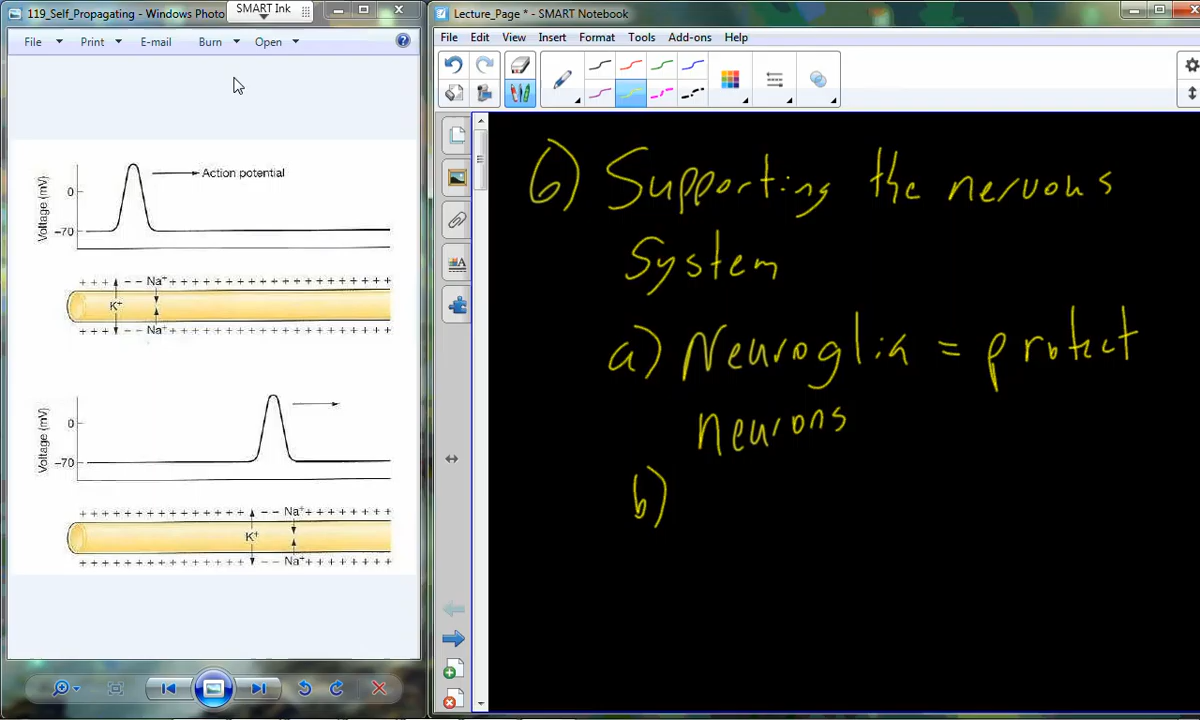 119_Self_Propagating - Windows Photo
SMART Ink
File Print E-mail Burn Open
Voltage (mV)
0
-70
Action potential
+++ -- Na⁺ +++++++++++++++++
K⁺
+++ -- Na⁺ +++++++++++++++++
Voltage (mV)
0
-70
++++++++++++++ -- Na⁺ ++++++++
K⁺
++++++++++++++ -- Na⁺ ++++++++
Lecture_Page * - SMART Notebook
File Edit View Insert Format Tools Add-ons Help
6) Supporting the nervous
System
a) Neuroglia = protect
neurons
b)